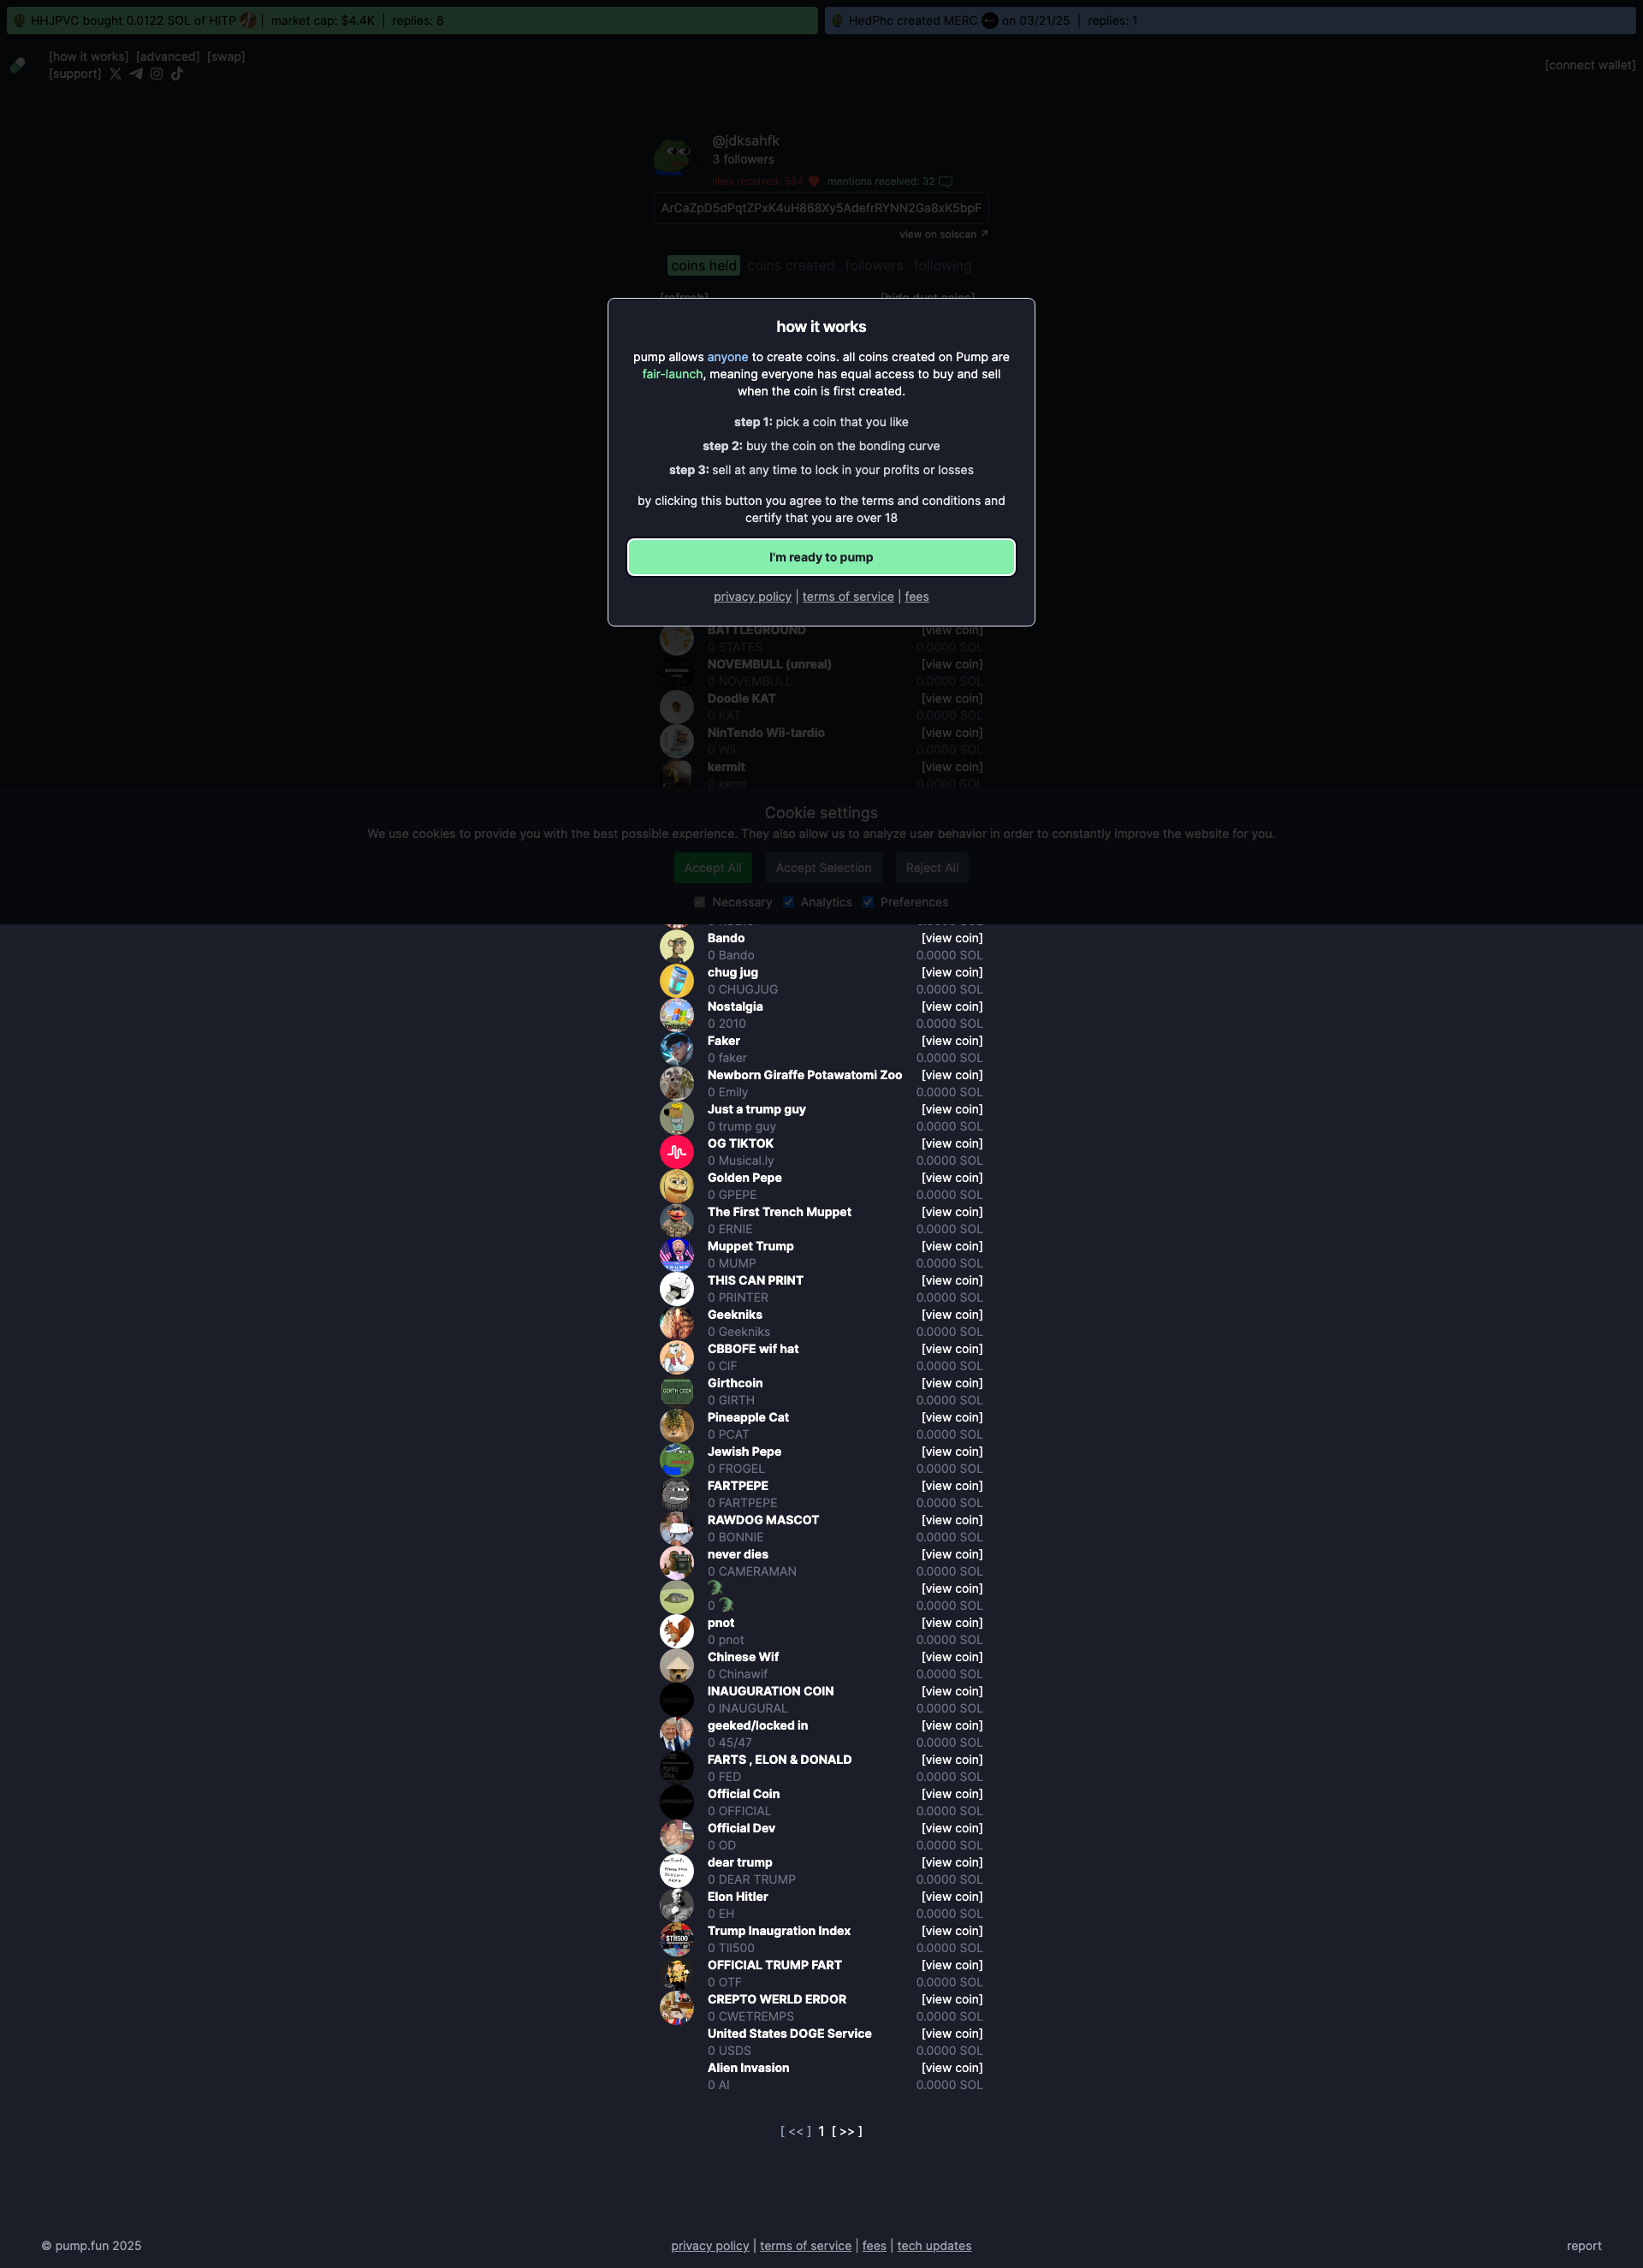 HHJPVC bought 0.0122 SOL of HITP | market cap: $4.4K | replies: 8
HedPhc created MERC on 03/21/25 | replies: 1
[how it works] [advanced] [swap]
[support]
[connect wallet]
@jdksahfk
3 followers
likes received: 564 mentions received: 32
ArCaZpD5dPqtZPxK4uH868Xy5AdefrRYNN2Ga8xK5bpF
view on solscan ↗
coins held coins created followers following
[refresh] [hide dust coins]
how it works
pump allows anyone to create coins. all coins created on Pump are
fair-launch, meaning everyone has equal access to buy and sell
when the coin is first created.
step 1: pick a coin that you like
step 2: buy the coin on the bonding curve
step 3: sell at any time to lock in your profits or losses
by clicking this button you agree to the terms and conditions and
certify that you are over 18
I'm ready to pump
privacy policy | terms of service | fees
BATTLEGROUND [view coin]
0 STATES 0.0000 SOL
NOVEMBULL (unreal) [view coin]
0 NOVEMBULL 0.0000 SOL
Doodle KAT [view coin]
0 KAT 0.0000 SOL
NinTendo Wii-tardio [view coin]
0 Wii 0.0000 SOL
kermit [view coin]
0 kerm 0.0000 SOL
Cookie settings
We use cookies to provide you with the best possible experience. They also allow us to analyze user behavior in order to constantly improve the website for you.
Accept All Accept Selection Reject All
Necessary Analytics Preferences
Bando [view coin]
0 Bando 0.0000 SOL
chug jug [view coin]
0 CHUGJUG 0.0000 SOL
Nostalgia [view coin]
0 2010 0.0000 SOL
Faker [view coin]
0 faker 0.0000 SOL
Newborn Giraffe Potawatomi Zoo [view coin]
0 Emily 0.0000 SOL
Just a trump guy [view coin]
0 trump guy 0.0000 SOL
OG TIKTOK [view coin]
0 Musical.ly 0.0000 SOL
Golden Pepe [view coin]
0 GPEPE 0.0000 SOL
The First Trench Muppet [view coin]
0 ERNIE 0.0000 SOL
Muppet Trump [view coin]
0 MUMP 0.0000 SOL
THIS CAN PRINT [view coin]
0 PRINTER 0.0000 SOL
Geekniks [view coin]
0 Geekniks 0.0000 SOL
CBBOFE wif hat [view coin]
0 CIF 0.0000 SOL
Girthcoin [view coin]
0 GIRTH 0.0000 SOL
Pineapple Cat [view coin]
0 PCAT 0.0000 SOL
Jewish Pepe [view coin]
0 FROGEL 0.0000 SOL
FARTPEPE [view coin]
0 FARTPEPE 0.0000 SOL
RAWDOG MASCOT [view coin]
0 BONNIE 0.0000 SOL
never dies [view coin]
0 CAMERAMAN 0.0000 SOL
🦎 [view coin]
0 🦎 0.0000 SOL
pnot [view coin]
0 pnot 0.0000 SOL
Chinese Wif [view coin]
0 Chinawif 0.0000 SOL
INAUGURATION COIN [view coin]
0 INAUGURAL 0.0000 SOL
geeked/locked in [view coin]
0 45/47 0.0000 SOL
FARTS , ELON & DONALD [view coin]
0 FED 0.0000 SOL
Official Coin [view coin]
0 OFFICIAL 0.0000 SOL
Official Dev [view coin]
0 OD 0.0000 SOL
dear trump [view coin]
0 DEAR TRUMP 0.0000 SOL
Elon Hitler [view coin]
0 EH 0.0000 SOL
Trump Inaugration Index [view coin]
0 TII500 0.0000 SOL
OFFICIAL TRUMP FART [view coin]
0 OTF 0.0000 SOL
CREPTO WERLD ERDOR [view coin]
0 CWETREMPS 0.0000 SOL
United States DOGE Service [view coin]
0 USDS 0.0000 SOL
Alien Invasion [view coin]
0 AI 0.0000 SOL
[ << ] 1 [ >> ]
© pump.fun 2025
privacy policy | terms of service | fees | tech updates
report